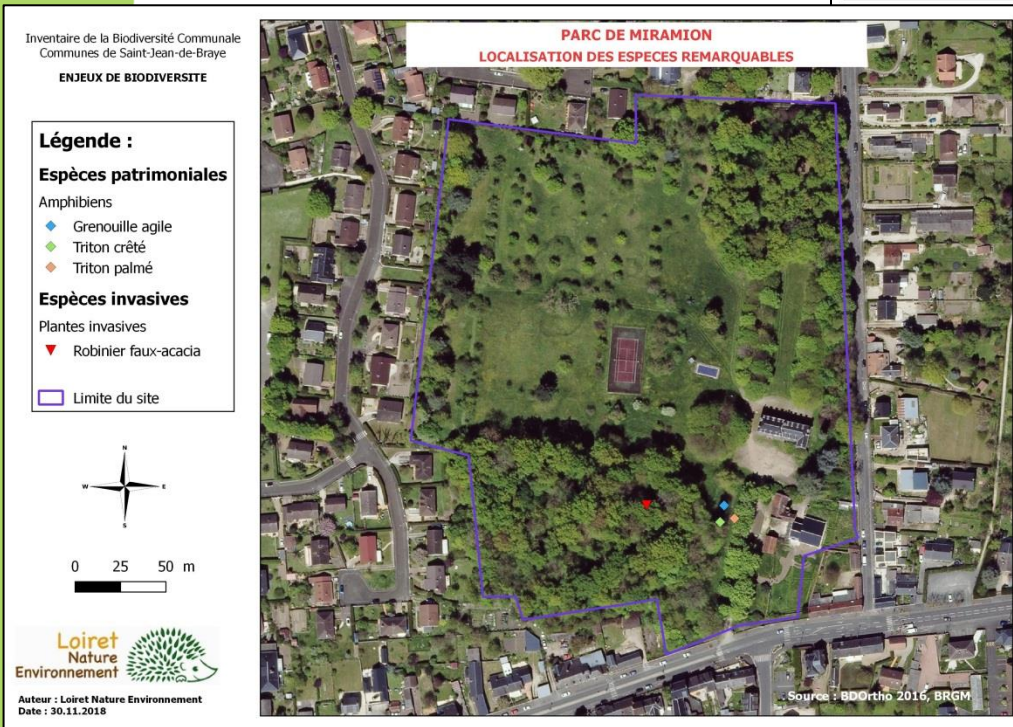 Inventaire de la Biodiversité Communale
Communes de Saint-Jean-de-Braye
ENJEUX DE BIODIVERSITE
Légende :
Espèces patrimoniales
Amphibiens
Grenouille agile
Triton crêté
Triton palmé
Espèces invasives
Plantes invasives
Robinier faux-acacia
Limite du site
N
W
E
S
0 25 50 m
Loiret
Nature
Environnement
Auteur : Loiret Nature Environnement
Date : 30.11.2018
PARC DE MIRAMION
LOCALISATION DES ESPECES REMARQUABLES
Source : BDOrtho 2016, BRGM